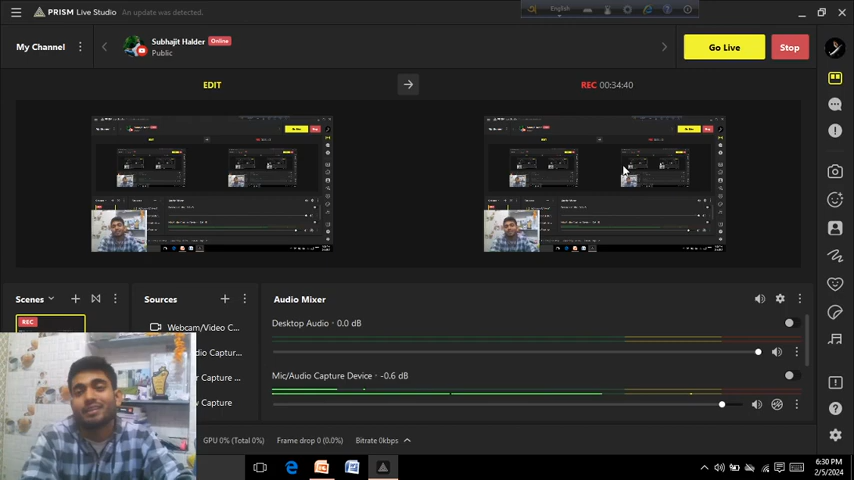 PRISM Live Studio An update was detected.
English
My Channel
Subhajit Halder Online
Public
Go Live
Stop
EDIT
REC 00:34:40
Scenes
Sources
Audio Mixer
REC
Webcam/Video C...
Desktop Audio · 0.0 dB
dio Captur...
r Capture ...
Mic/Audio Capture Device · -0.6 dB
w Capture
GPU 0% (Total 0%) Frame drop 0 (0.0%) Bitrate 0kbps
6:30 PM
2/5/2024